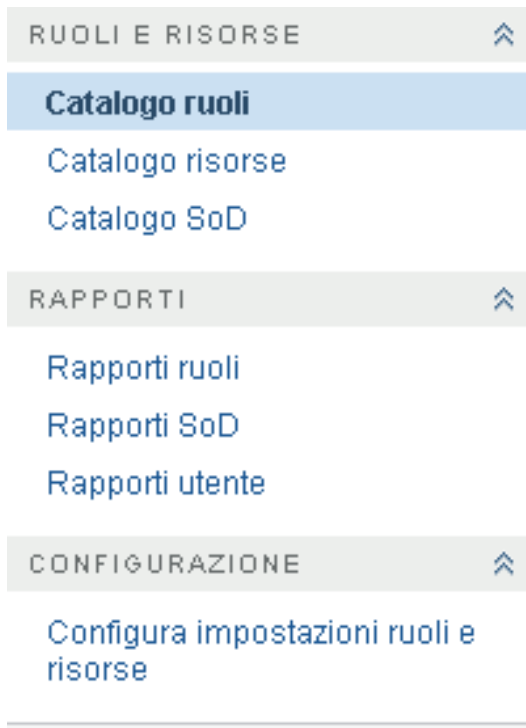 RUOLI E RISORSE
Catalogo ruoli
Catalogo risorse
Catalogo SoD
RAPPORTI
Rapporti ruoli
Rapporti SoD
Rapporti utente
CONFIGURAZIONE
Configura impostazioni ruoli e
risorse